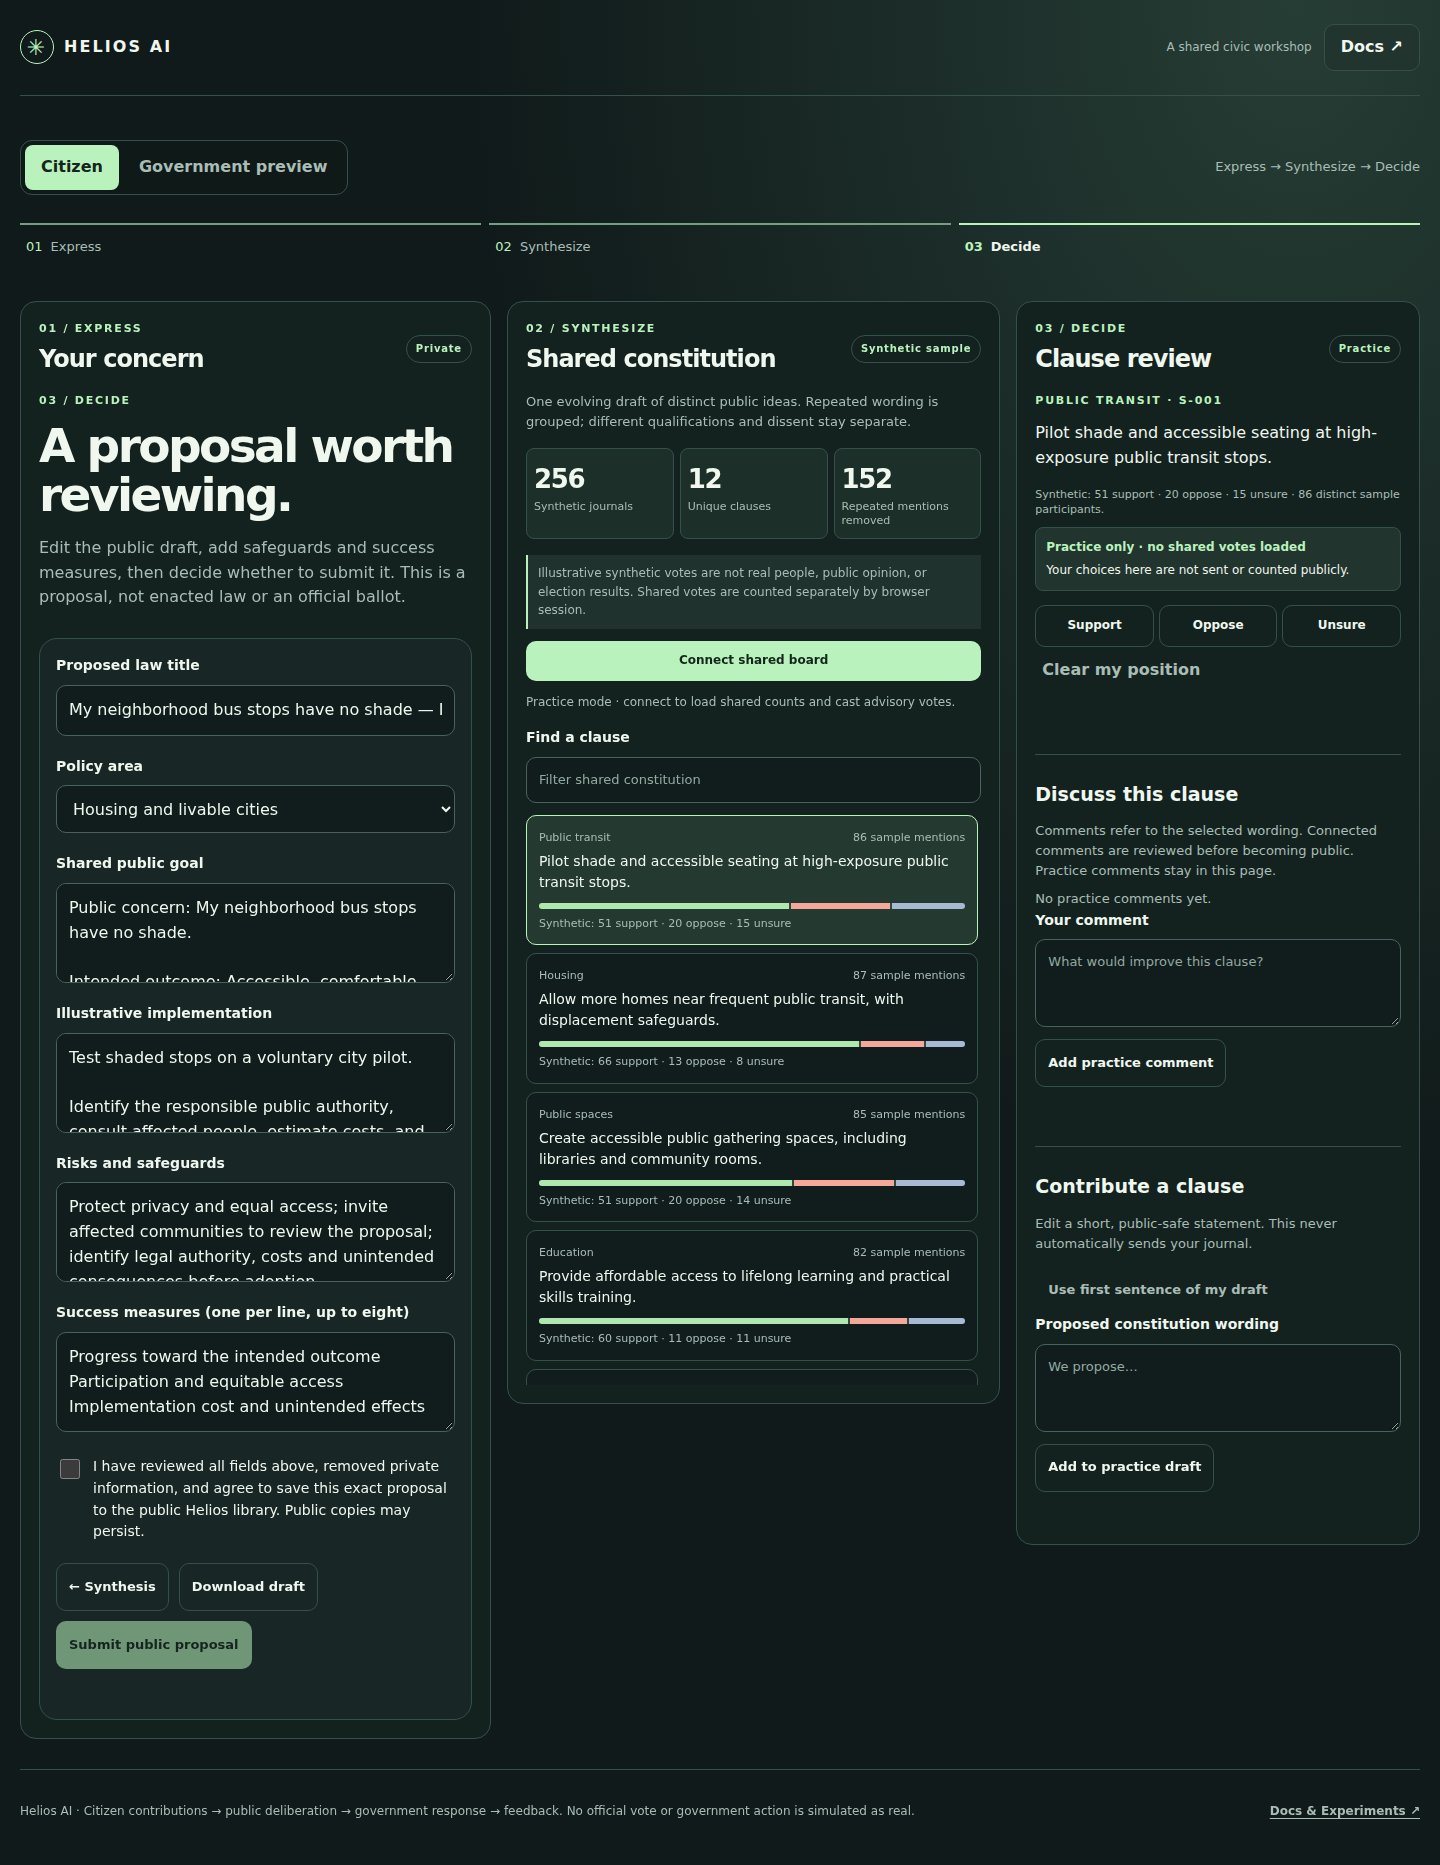 HELIOS AI
A shared civic workshop
Docs ↗
Citizen
Government preview
Express → Synthesize → Decide
01 Express
02 Synthesize
03 Decide
01 / EXPRESS
Your concern
Private
03 / DECIDE
A proposal worth
reviewing.
Edit the public draft, add safeguards and success
measures, then decide whether to submit it. This is a
proposal, not enacted law or an official ballot.
Proposed law title
My neighborhood bus stops have no shade —
Policy area
Housing and livable cities
Shared public goal
Public concern: My neighborhood bus stops
have no shade.
Intended outcome: Accessible, comfortable
Illustrative implementation
Test shaded stops on a voluntary city pilot.
Identify the responsible public authority,
consult affected people, estimate costs, and
Risks and safeguards
Protect privacy and equal access; invite
affected communities to review the proposal;
identify legal authority, costs and unintended
consequences before adoption
Success measures (one per line, up to eight)
Progress toward the intended outcome
Participation and equitable access
Implementation cost and unintended effects
I have reviewed all fields above, removed private
information, and agree to save this exact proposal
to the public Helios library. Public copies may
persist.
← Synthesis
Download draft
Submit public proposal
02 / SYNTHESIZE
Shared constitution
Synthetic sample
One evolving draft of distinct public ideas. Repeated wording is
grouped; different qualifications and dissent stay separate.
256
Synthetic journals
12
Unique clauses
152
Repeated mentions
removed
Illustrative synthetic votes are not real people, public opinion, or
election results. Shared votes are counted separately by browser
session.
Connect shared board
Practice mode · connect to load shared counts and cast advisory votes.
Find a clause
Filter shared constitution
Public transit
86 sample mentions
Pilot shade and accessible seating at high-exposure public
transit stops.
Synthetic: 51 support · 20 oppose · 15 unsure
Housing
87 sample mentions
Allow more homes near frequent public transit, with
displacement safeguards.
Synthetic: 66 support · 13 oppose · 8 unsure
Public spaces
85 sample mentions
Create accessible public gathering spaces, including
libraries and community rooms.
Synthetic: 51 support · 20 oppose · 14 unsure
Education
82 sample mentions
Provide affordable access to lifelong learning and practical
skills training.
Synthetic: 60 support · 11 oppose · 11 unsure
03 / DECIDE
Clause review
Practice
PUBLIC TRANSIT · S-001
Pilot shade and accessible seating at high-
exposure public transit stops.
Synthetic: 51 support · 20 oppose · 15 unsure · 86 distinct sample
participants.
Practice only · no shared votes loaded
Your choices here are not sent or counted publicly.
Support
Oppose
Unsure
Clear my position
Discuss this clause
Comments refer to the selected wording. Connected
comments are reviewed before becoming public.
Practice comments stay in this page.
No practice comments yet.
Your comment
What would improve this clause?
Add practice comment
Contribute a clause
Edit a short, public-safe statement. This never
automatically sends your journal.
Use first sentence of my draft
Proposed constitution wording
We propose…
Add to practice draft
Helios AI · Citizen contributions → public deliberation → government response → feedback. No official vote or government action is simulated as real.
Docs & Experiments ↗